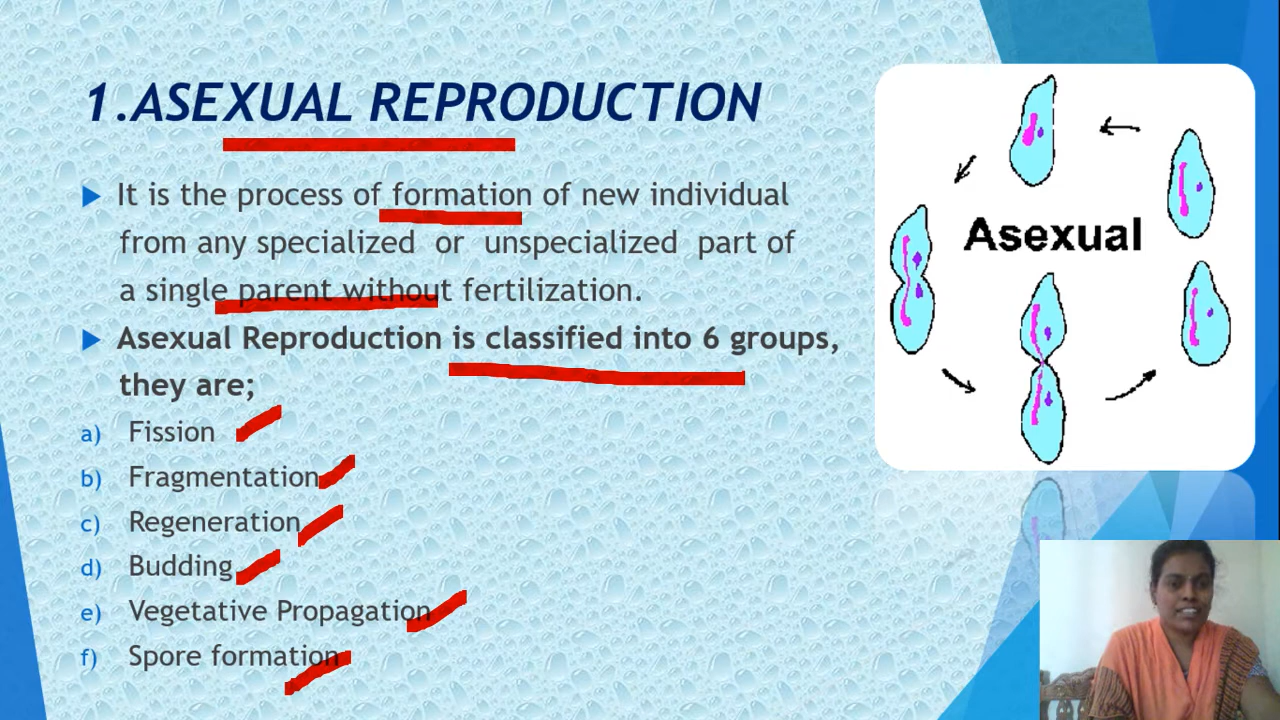 1.ASEXUAL REPRODUCTION
It is the process of formation of new individual
from any specialized or unspecialized part of
a single parent without fertilization.
Asexual Reproduction is classified into 6 groups,
they are;
a) Fission
b) Fragmentation
c) Regeneration
d) Budding
e) Vegetative Propagation
f) Spore formation
Asexual